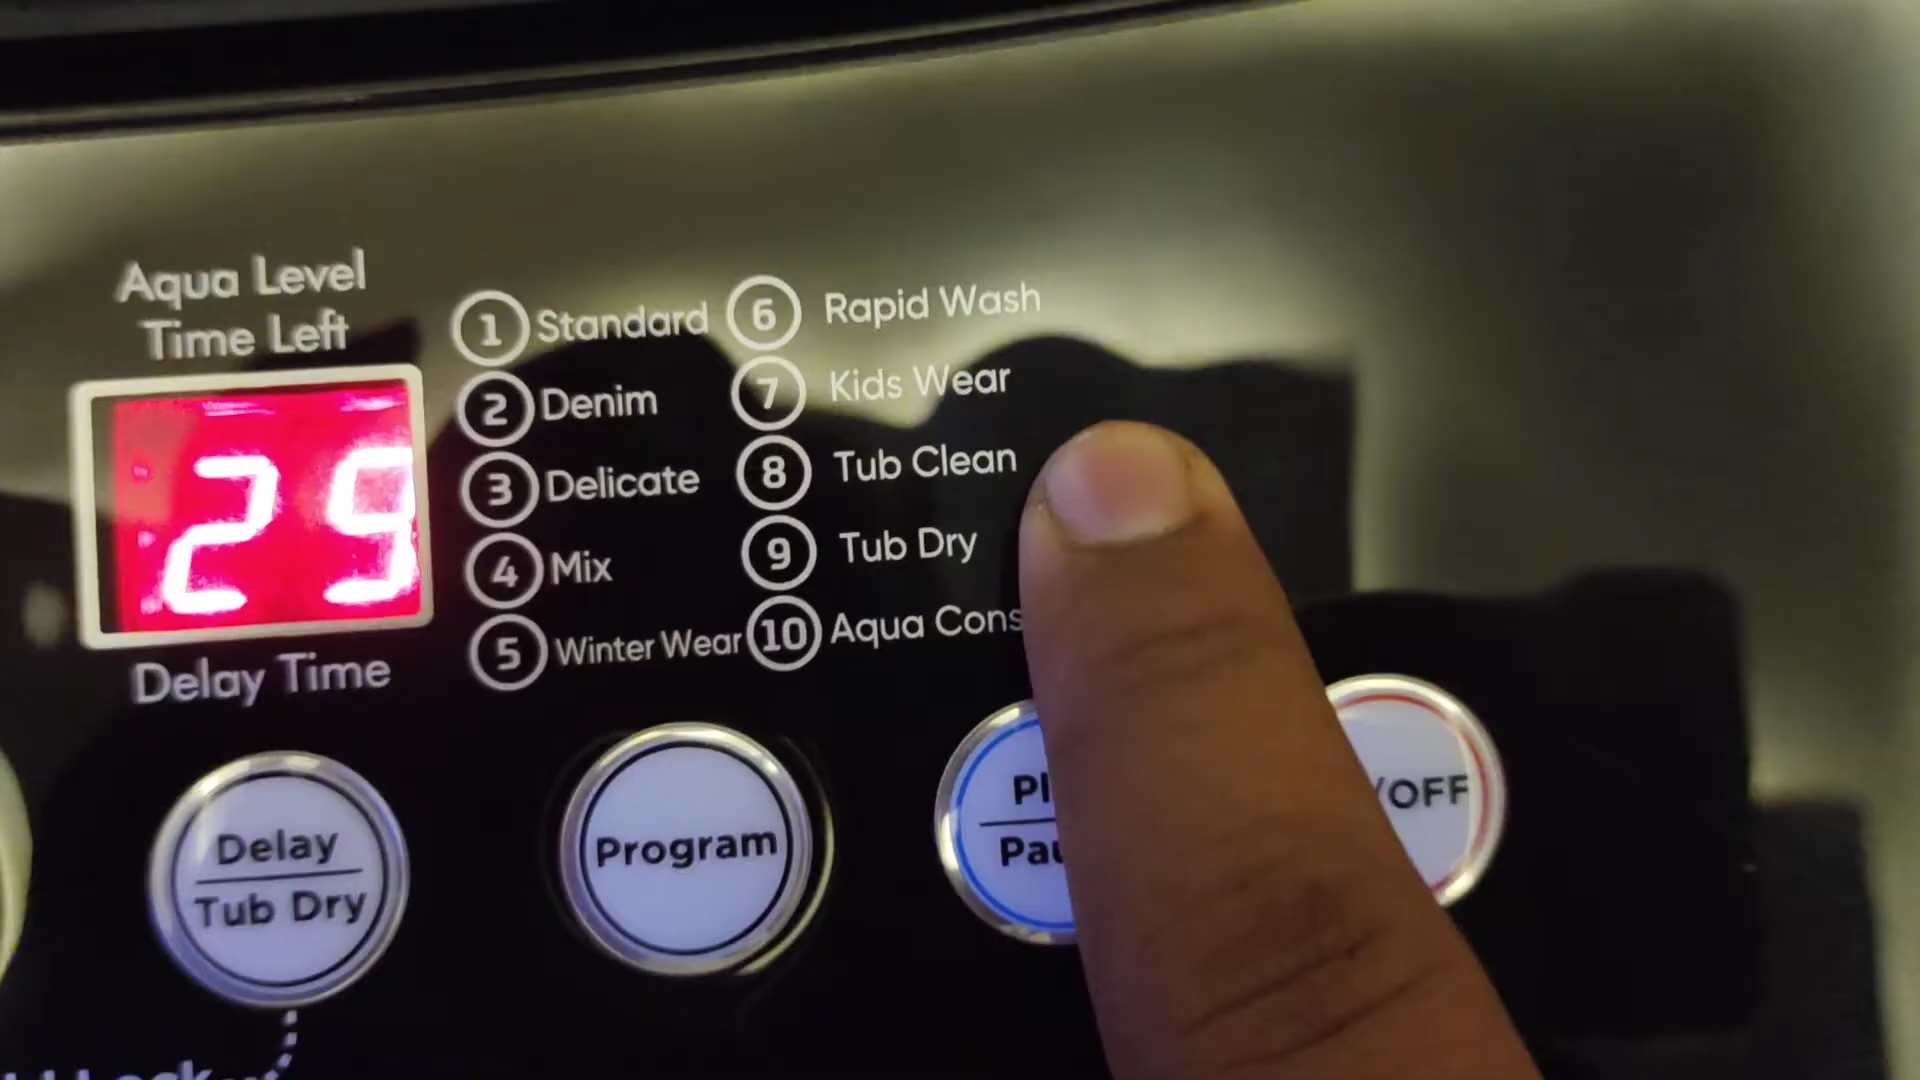 Aqua Level
Time Left
Delay Time
1 Standard
2 Denim
3 Delicate
4 Mix
5 Winter Wear
6 Rapid Wash
7 Kids Wear
8 Tub Clean
9 Tub Dry
10 Aqua Cons
Delay
Tub Dry
Program
Pl
Pau
/OFF